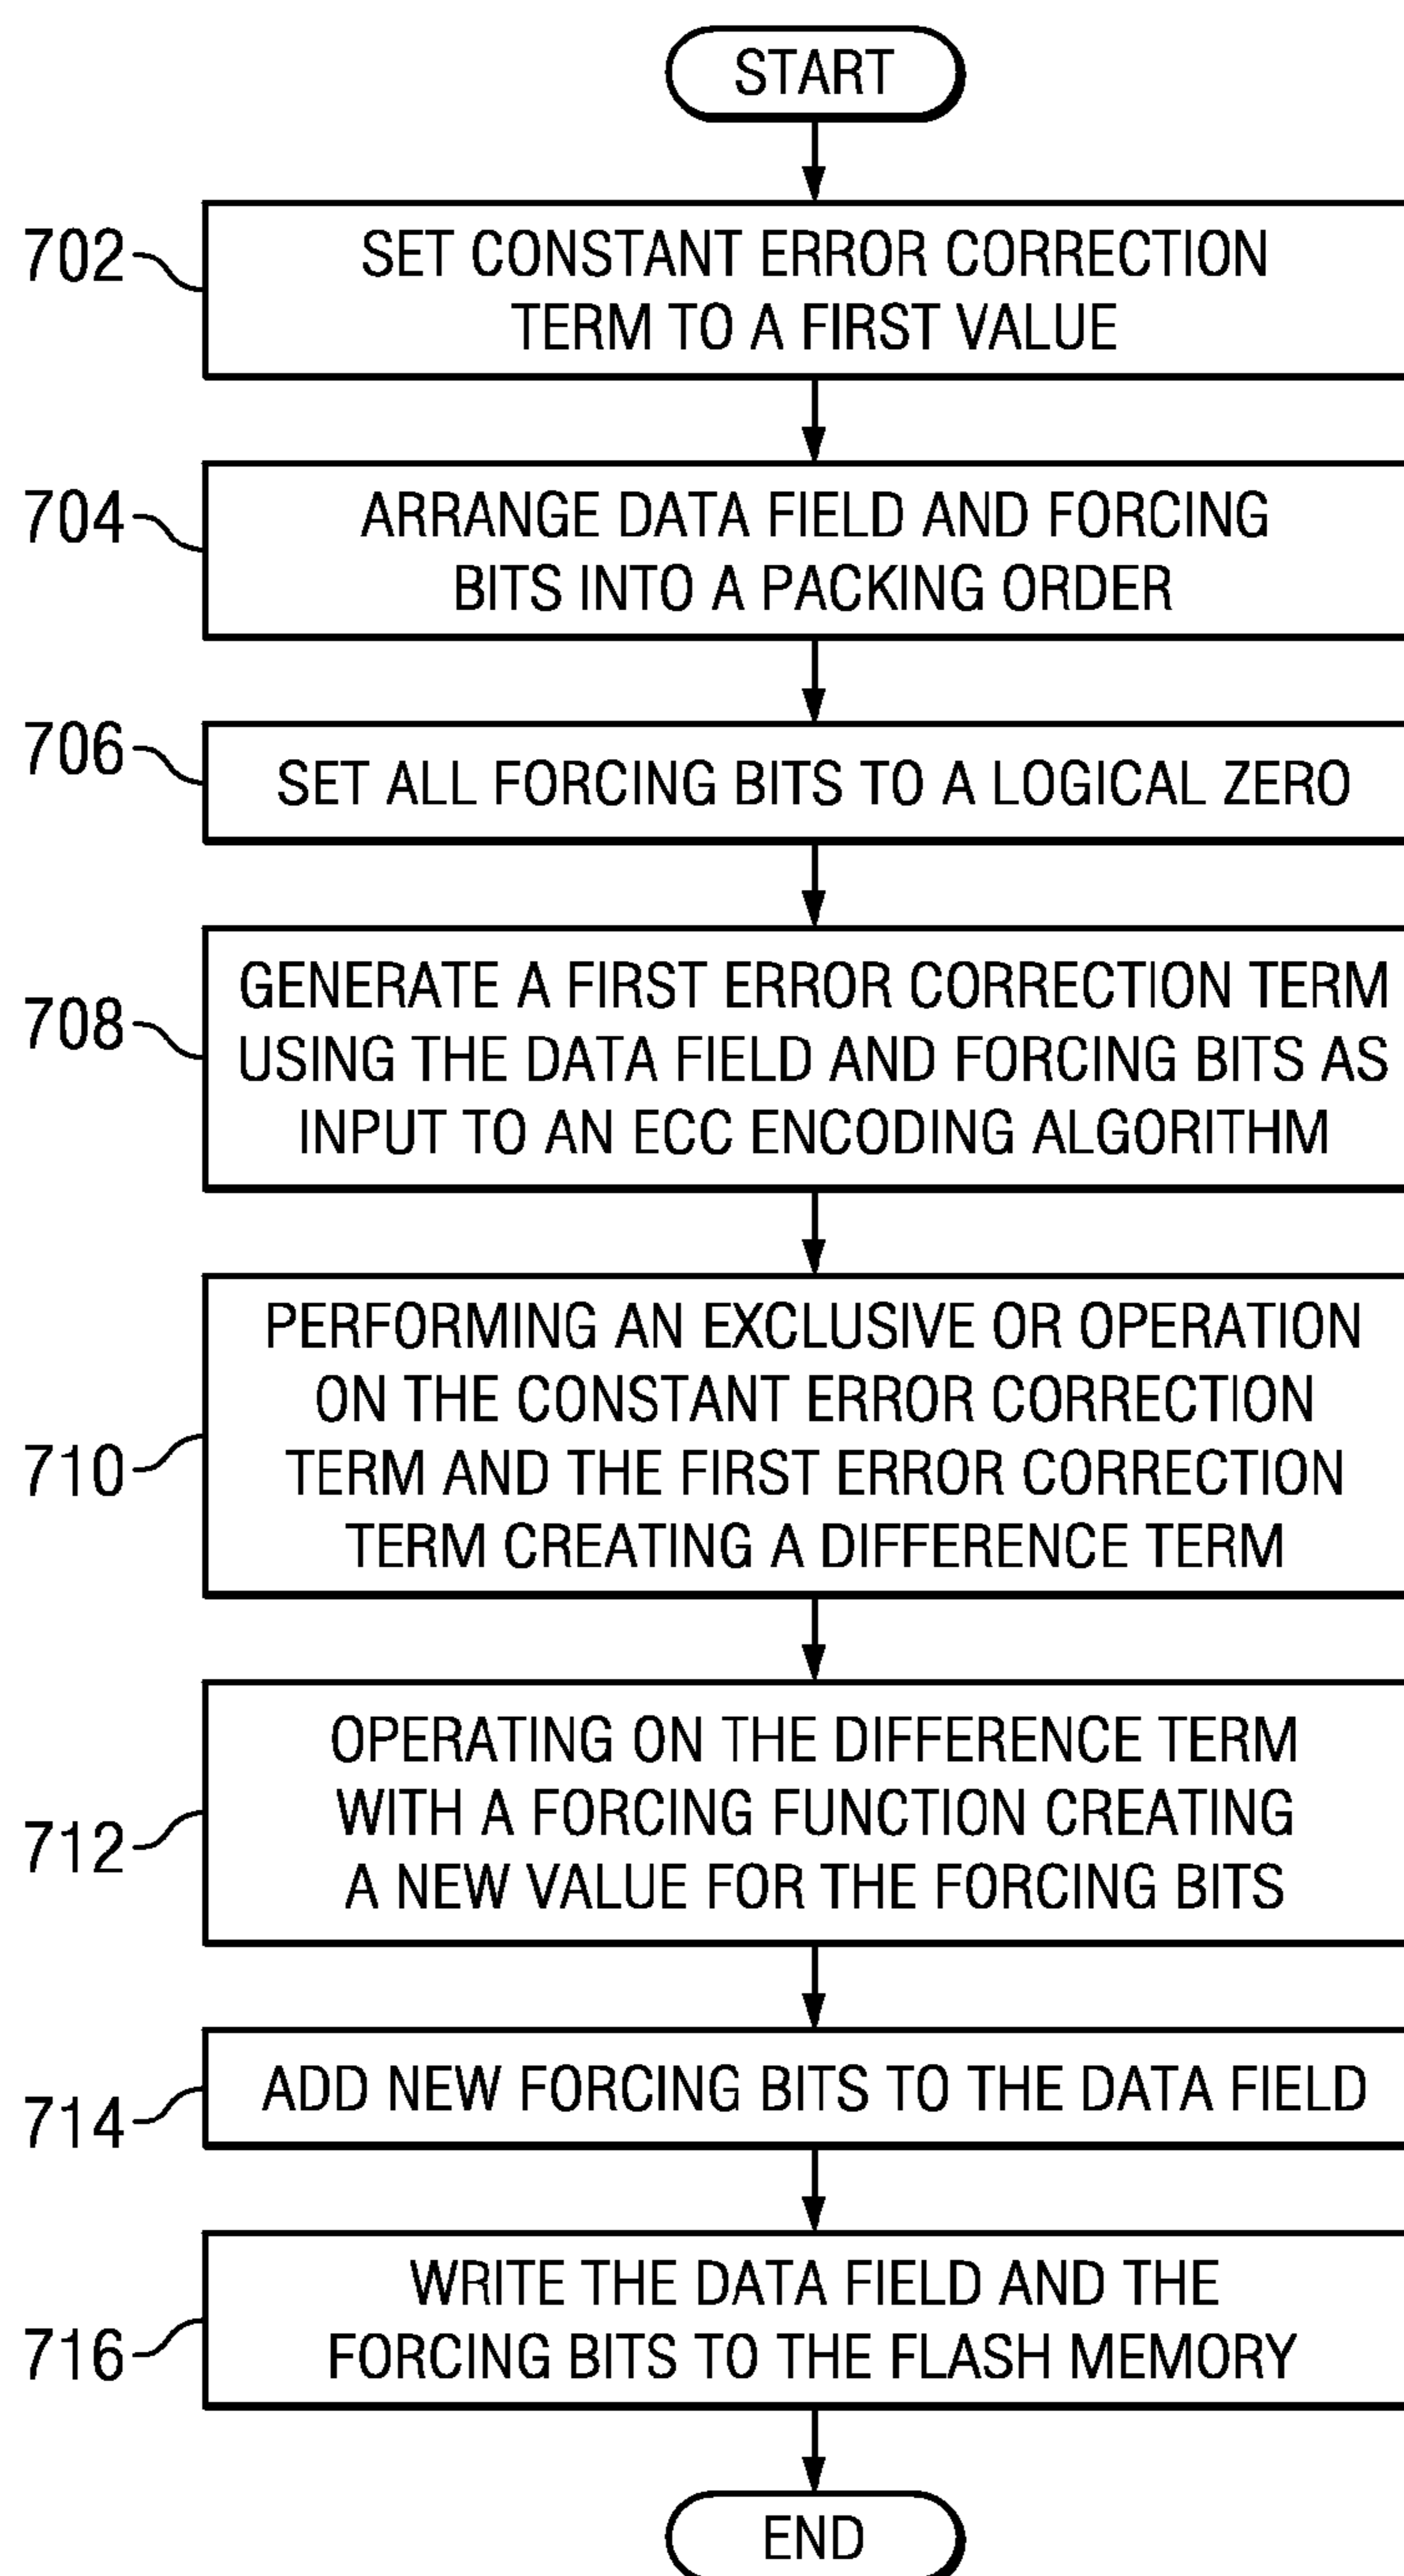 START
702
SET CONSTANT ERROR CORRECTION
TERM TO A FIRST VALUE
704
ARRANGE DATA FIELD AND FORCING
BITS INTO A PACKING ORDER
706
SET ALL FORCING BITS TO A LOGICAL ZERO
708
GENERATE A FIRST ERROR CORRECTION TERM
USING THE DATA FIELD AND FORCING BITS AS
INPUT TO AN ECC ENCODING ALGORITHM
710
PERFORMING AN EXCLUSIVE OR OPERATION
ON THE CONSTANT ERROR CORRECTION
TERM AND THE FIRST ERROR CORRECTION
TERM CREATING A DIFFERENCE TERM
712
OPERATING ON THE DIFFERENCE TERM
WITH A FORCING FUNCTION CREATING
A NEW VALUE FOR THE FORCING BITS
714
ADD NEW FORCING BITS TO THE DATA FIELD
716
WRITE THE DATA FIELD AND THE
FORCING BITS TO THE FLASH MEMORY
END